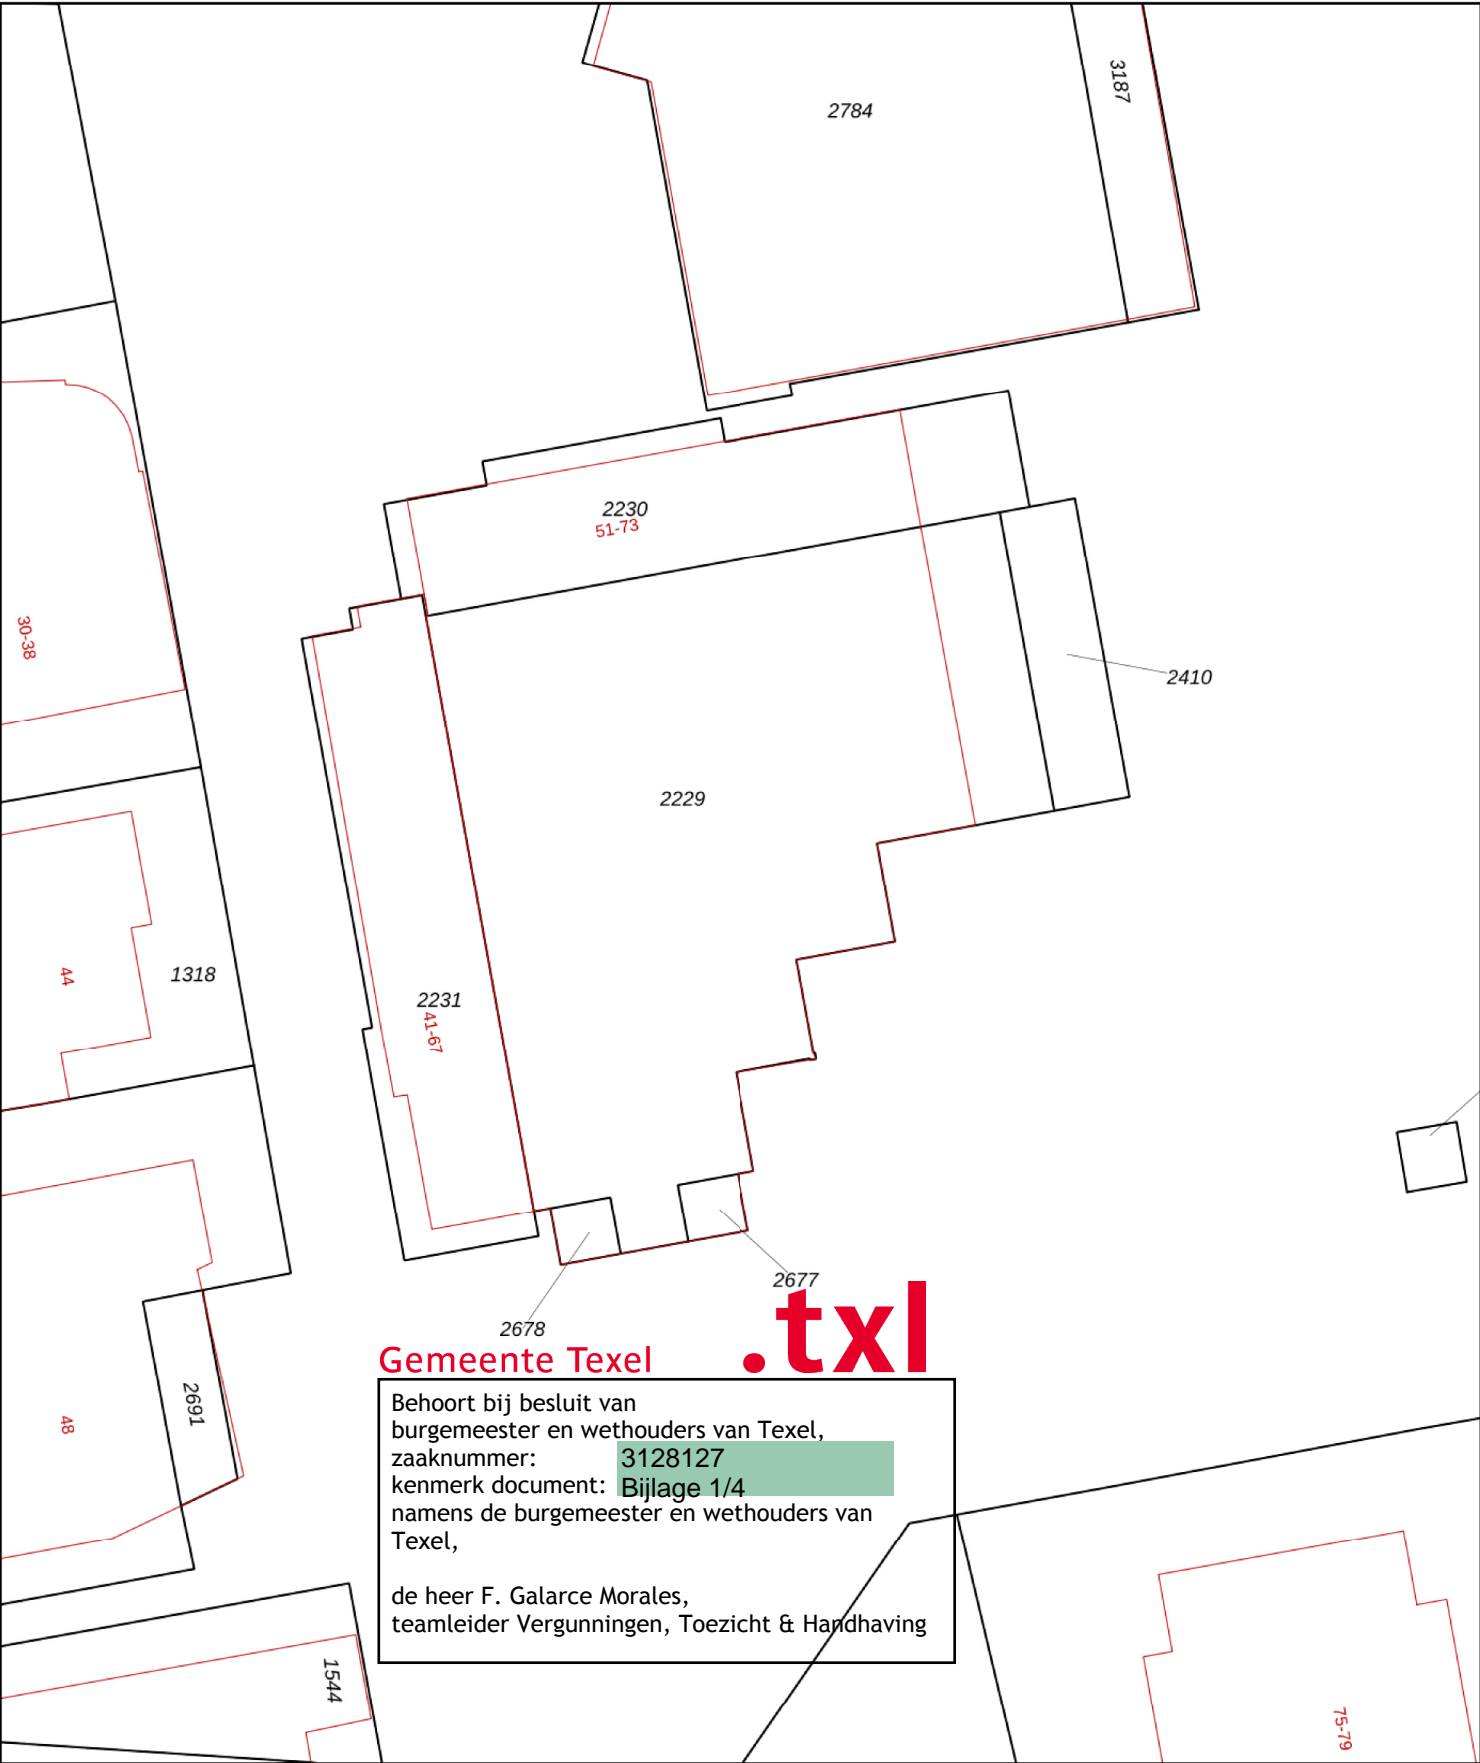 3187
2784
2230
51-73
30-38
2410
2229
44
1318
2231
41-67
2677
2678
Gemeente Texel .txl
2691
48
Behoort bij besluit van
burgemeester en wethouders van Texel,
zaaknummer: 3128127
kenmerk document: Bijlage 1/4
namens de burgemeester en wethouders van
Texel,
de heer F. Galarce Morales,
teamleider Vergunningen, Toezicht & Handhaving
1544
75-79